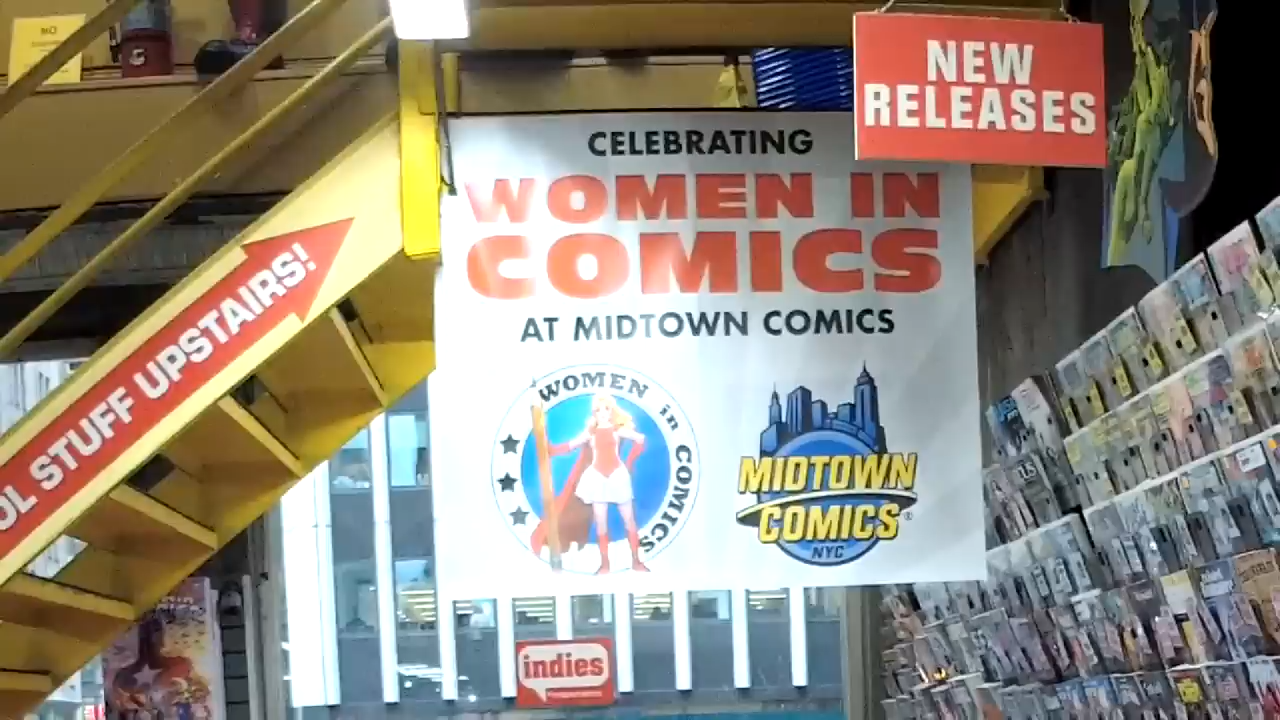 NO
NEW
RELEASES
CELEBRATING
WOMEN IN
COMICS
AT MIDTOWN COMICS
OL STUFF UPSTAIRS!
WOMEN in COMICS
MIDTOWN
COMICS®
NYC
indies